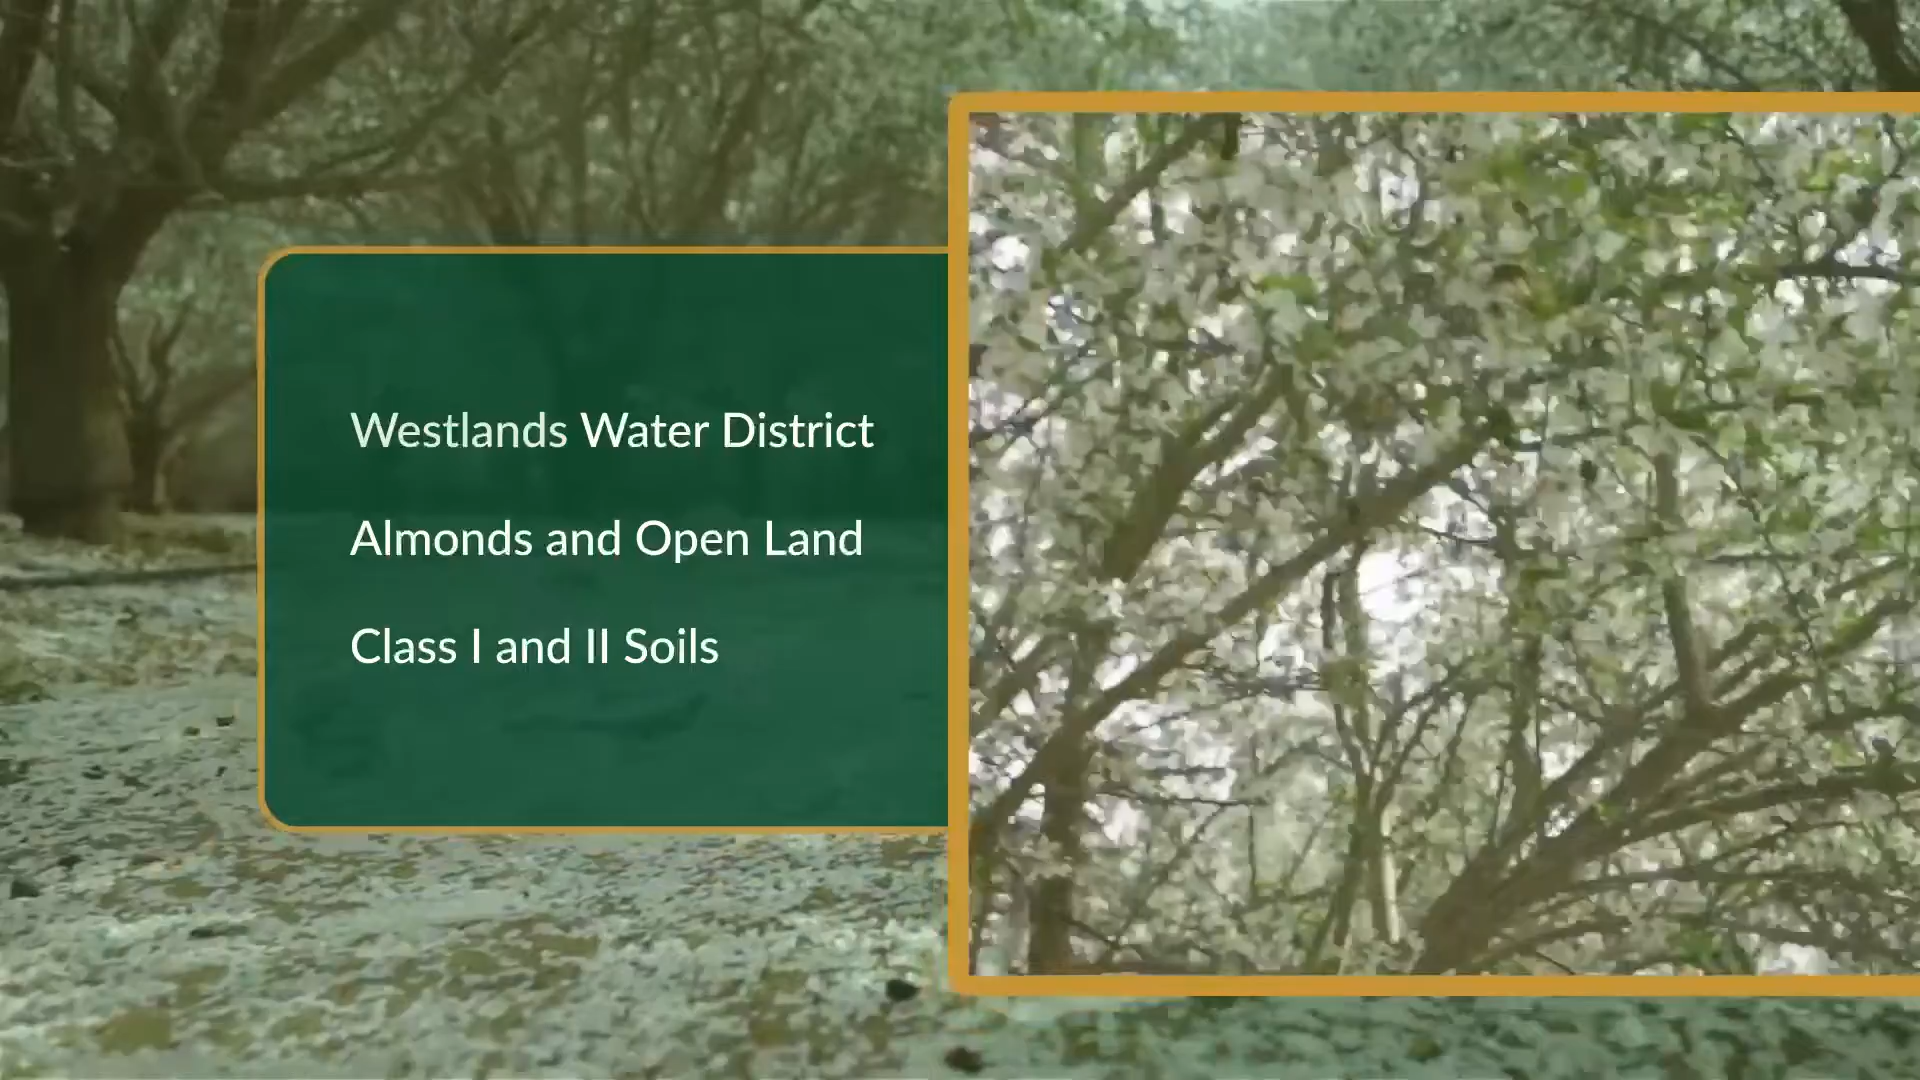 Westlands Water District
Almonds and Open Land
Class I and II Soils